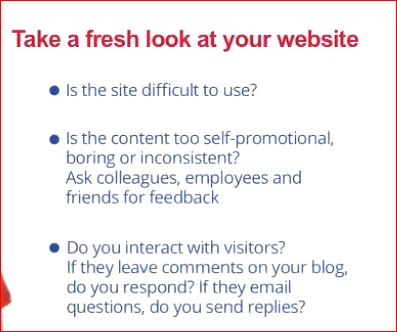 Take a fresh look at your website
● Is the site difficult to use?
● Is the content too self-promotional,
boring or inconsistent?
Ask colleagues, employees and
friends for feedback
● Do you interact with visitors?
If they leave comments on your blog,
do you respond? If they email
questions, do you send replies?